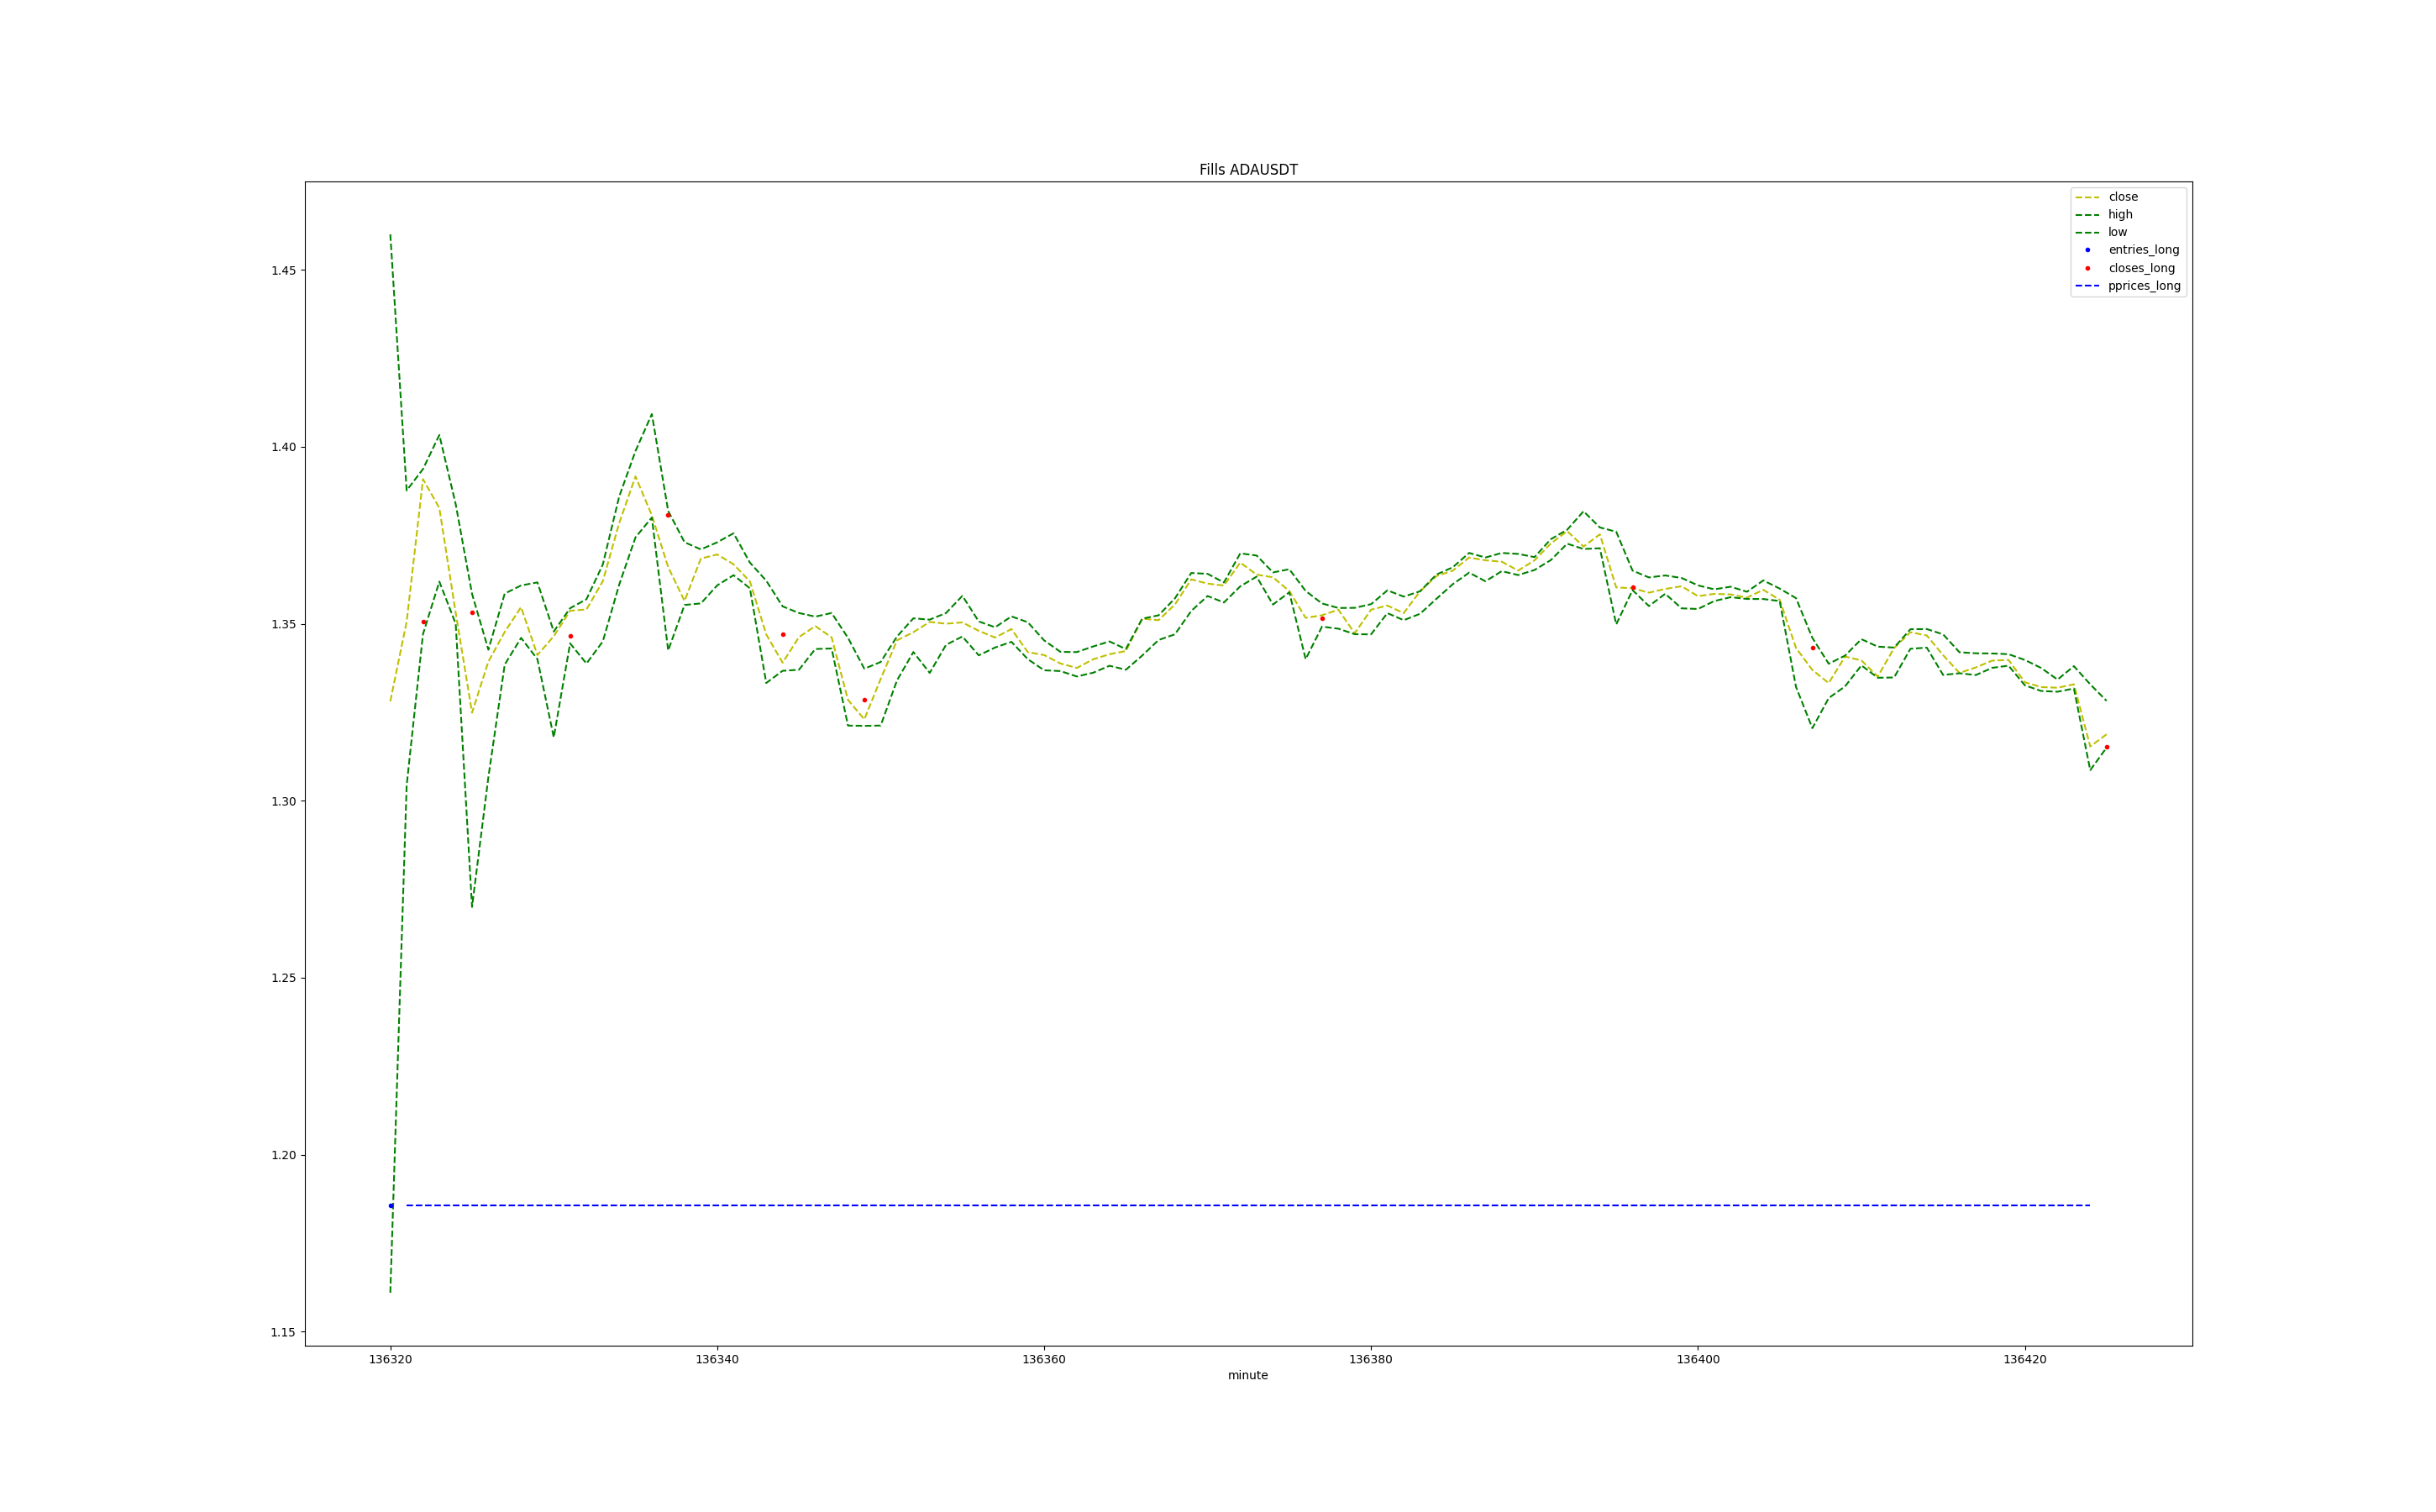 Fills ADAUSDT
close
high
low
entries_long
closes_long
pprices_long
1.45
1.40
1.35
1.30
1.25
1.20
1.15
136320 136340 136360 136380 136400 136420
minute